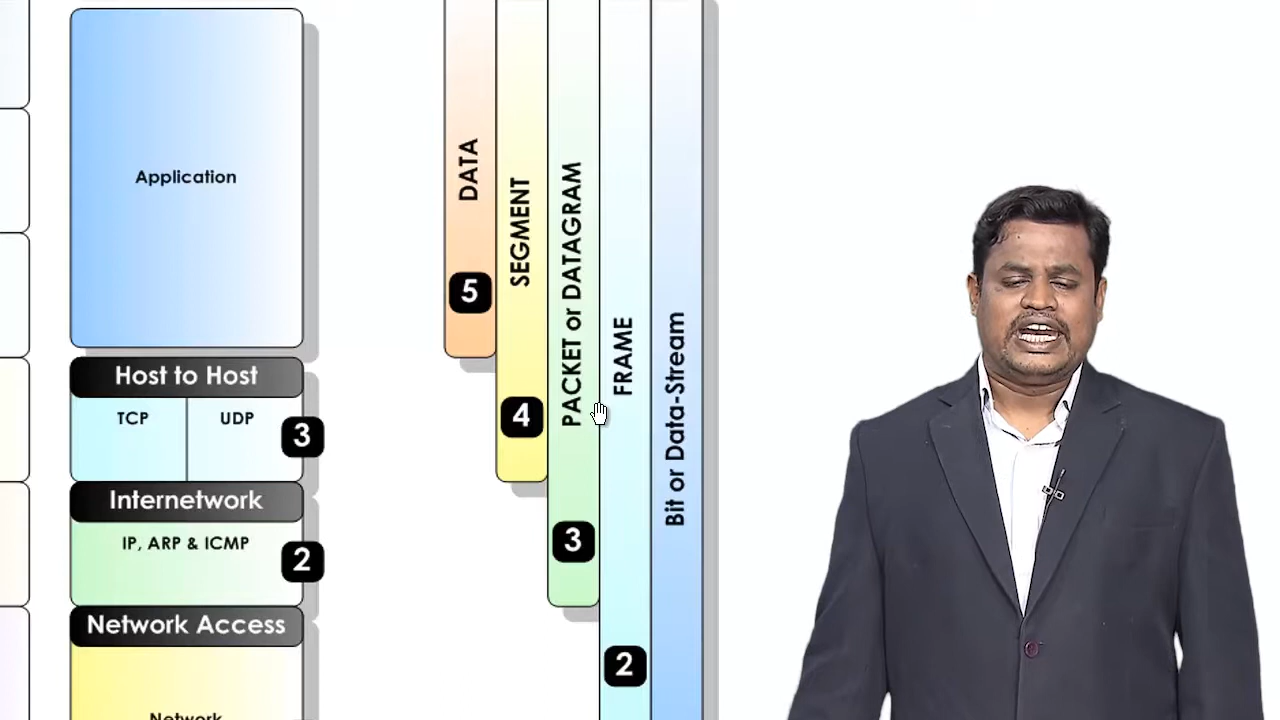 Application
Host to Host
TCP
UDP
3
Internetwork
IP, ARP & ICMP
2
Network Access
Network
DATA
5
SEGMENT
4
PACKET or DATAGRAM
3
FRAME
2
Bit or Data-Stream